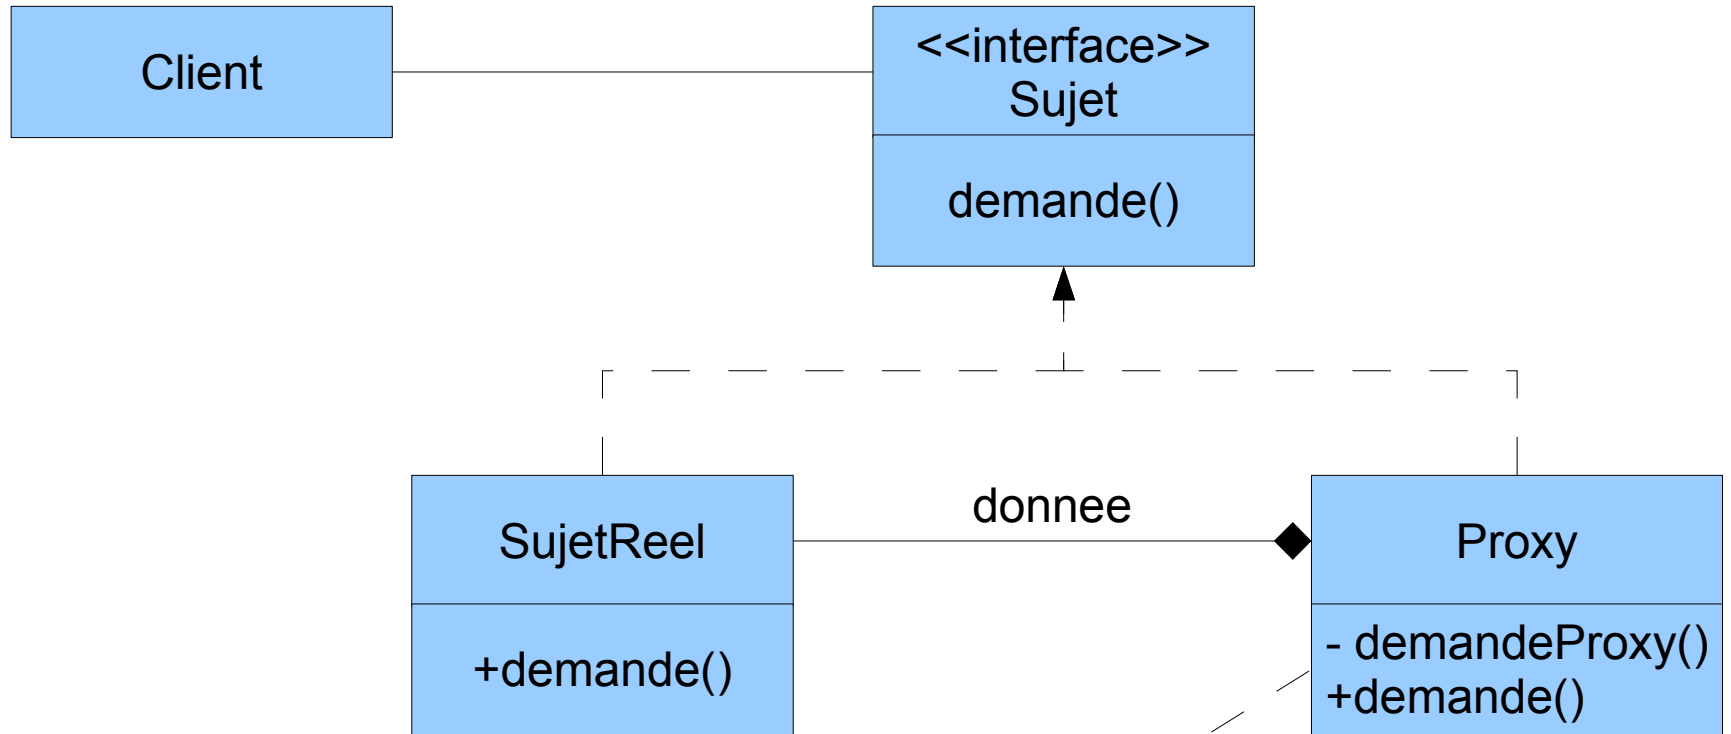 Client
<<interface>>
Sujet
demande()
donnee
SujetReel
Proxy
+demande()
- demandeProxy()
+demande()